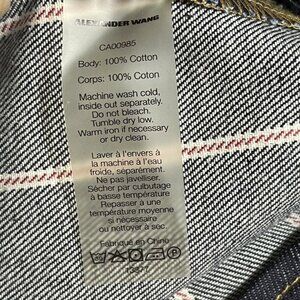 ALEXANDER WANG
CA00985
Body: 100% Cotton
Corps: 100% Coton
Machine wash cold,
inside out separately.
Do not bleach.
Tumble dry low.
Warm iron if necessary
or dry clean.
Laver à l'envers à
la machine à l'eau
froide, séparément.
Ne pas javelliser.
Sécher par culbutage
à basse température
Repasser à une
température moyenne
si nécessaire
ou nettoyer à sec.
Fabriqué en Chine
13977